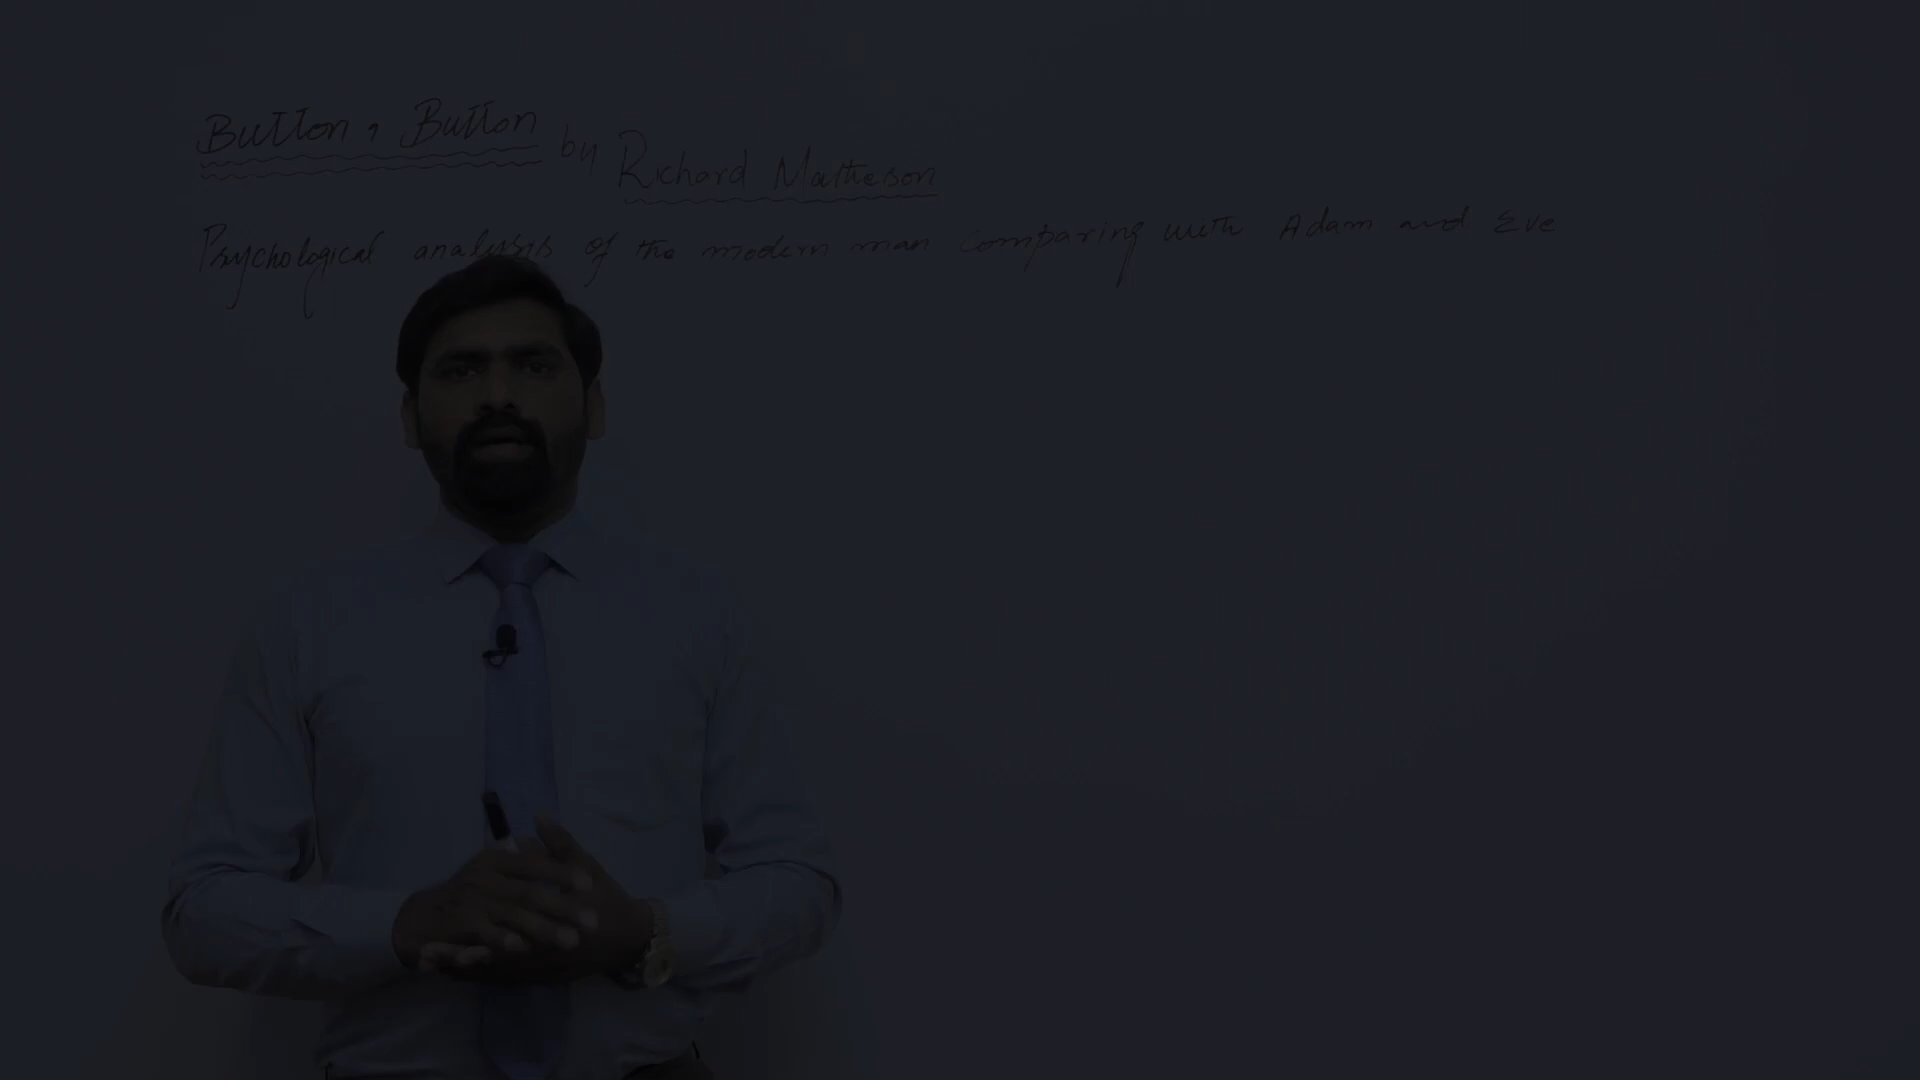 Button, Button by Richard Matheson
Psychological analysis of the modern man comparing with Adam and Eve